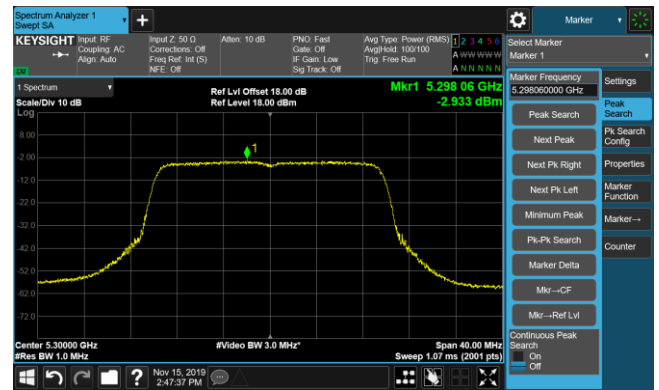 Spectrum Analyzer 1
Swept SA
Marker
KEYSIGHT
Input: RF
Coupling: AC
Align: Auto
Input Z: 50 Ω
Corrections: Off
Freq Ref: Int (S)
NFE: Off
Atten: 10 dB
PNO: Fast
Gate: Off
IF Gain: Low
Sig Track: Off
Avg Type: Power (RMS)
Avg|Hold: 100/100
Trig: Free Run
1 2 3 4 5 6
A W W W W W
A N N N N N
LXI
Select Marker
Marker 1
1 Spectrum
Scale/Div 10 dB
Log
Ref Lvl Offset 18.00 dB
Ref Level 18.00 dBm
Mkr1 5.298 06 GHz
-2.933 dBm
8.00
-2.00
-12.0
-22.0
-32.0
-42.0
-52.0
-62.0
-72.0
1
Center 5.30000 GHz
#Res BW 1.0 MHz
#Video BW 3.0 MHz*
Span 40.00 MHz
Sweep 1.07 ms (2001 pts)
Marker Frequency
5.298060000 GHz
Peak Search
Next Peak
Next Pk Right
Next Pk Left
Minimum Peak
Pk-Pk Search
Marker Delta
Mkr→CF
Mkr→Ref Lvl
Continuous Peak
Search
On
Off
Settings
Peak
Search
Pk Search
Config
Properties
Marker
Function
Marker→
Counter
?
Nov 15, 2019
2:47:37 PM